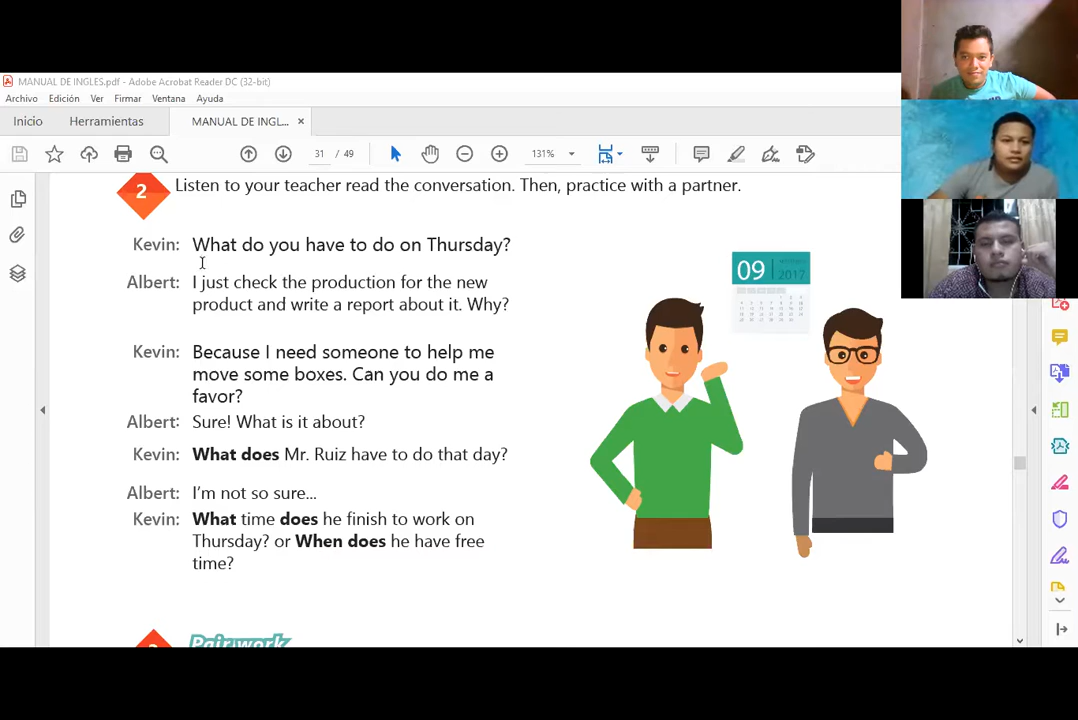 MANUAL DE INGLES.pdf - Adobe Acrobat Reader DC (32-bit)
Archivo Edición Ver Firmar Ventana Ayuda
Inicio Herramientas MANUAL DE INGL... ×
31 / 49 131%
2 Listen to your teacher read the conversation. Then, practice with a partner.
Kevin: What do you have to do on Thursday?
Albert: I just check the production for the new
product and write a report about it. Why?
Kevin: Because I need someone to help me
move some boxes. Can you do me a
favor?
Albert: Sure! What is it about?
Kevin: What does Mr. Ruiz have to do that day?
Albert: I'm not so sure...
Kevin: What time does he finish to work on
Thursday? or When does he have free
time?
09
2017
Pair work